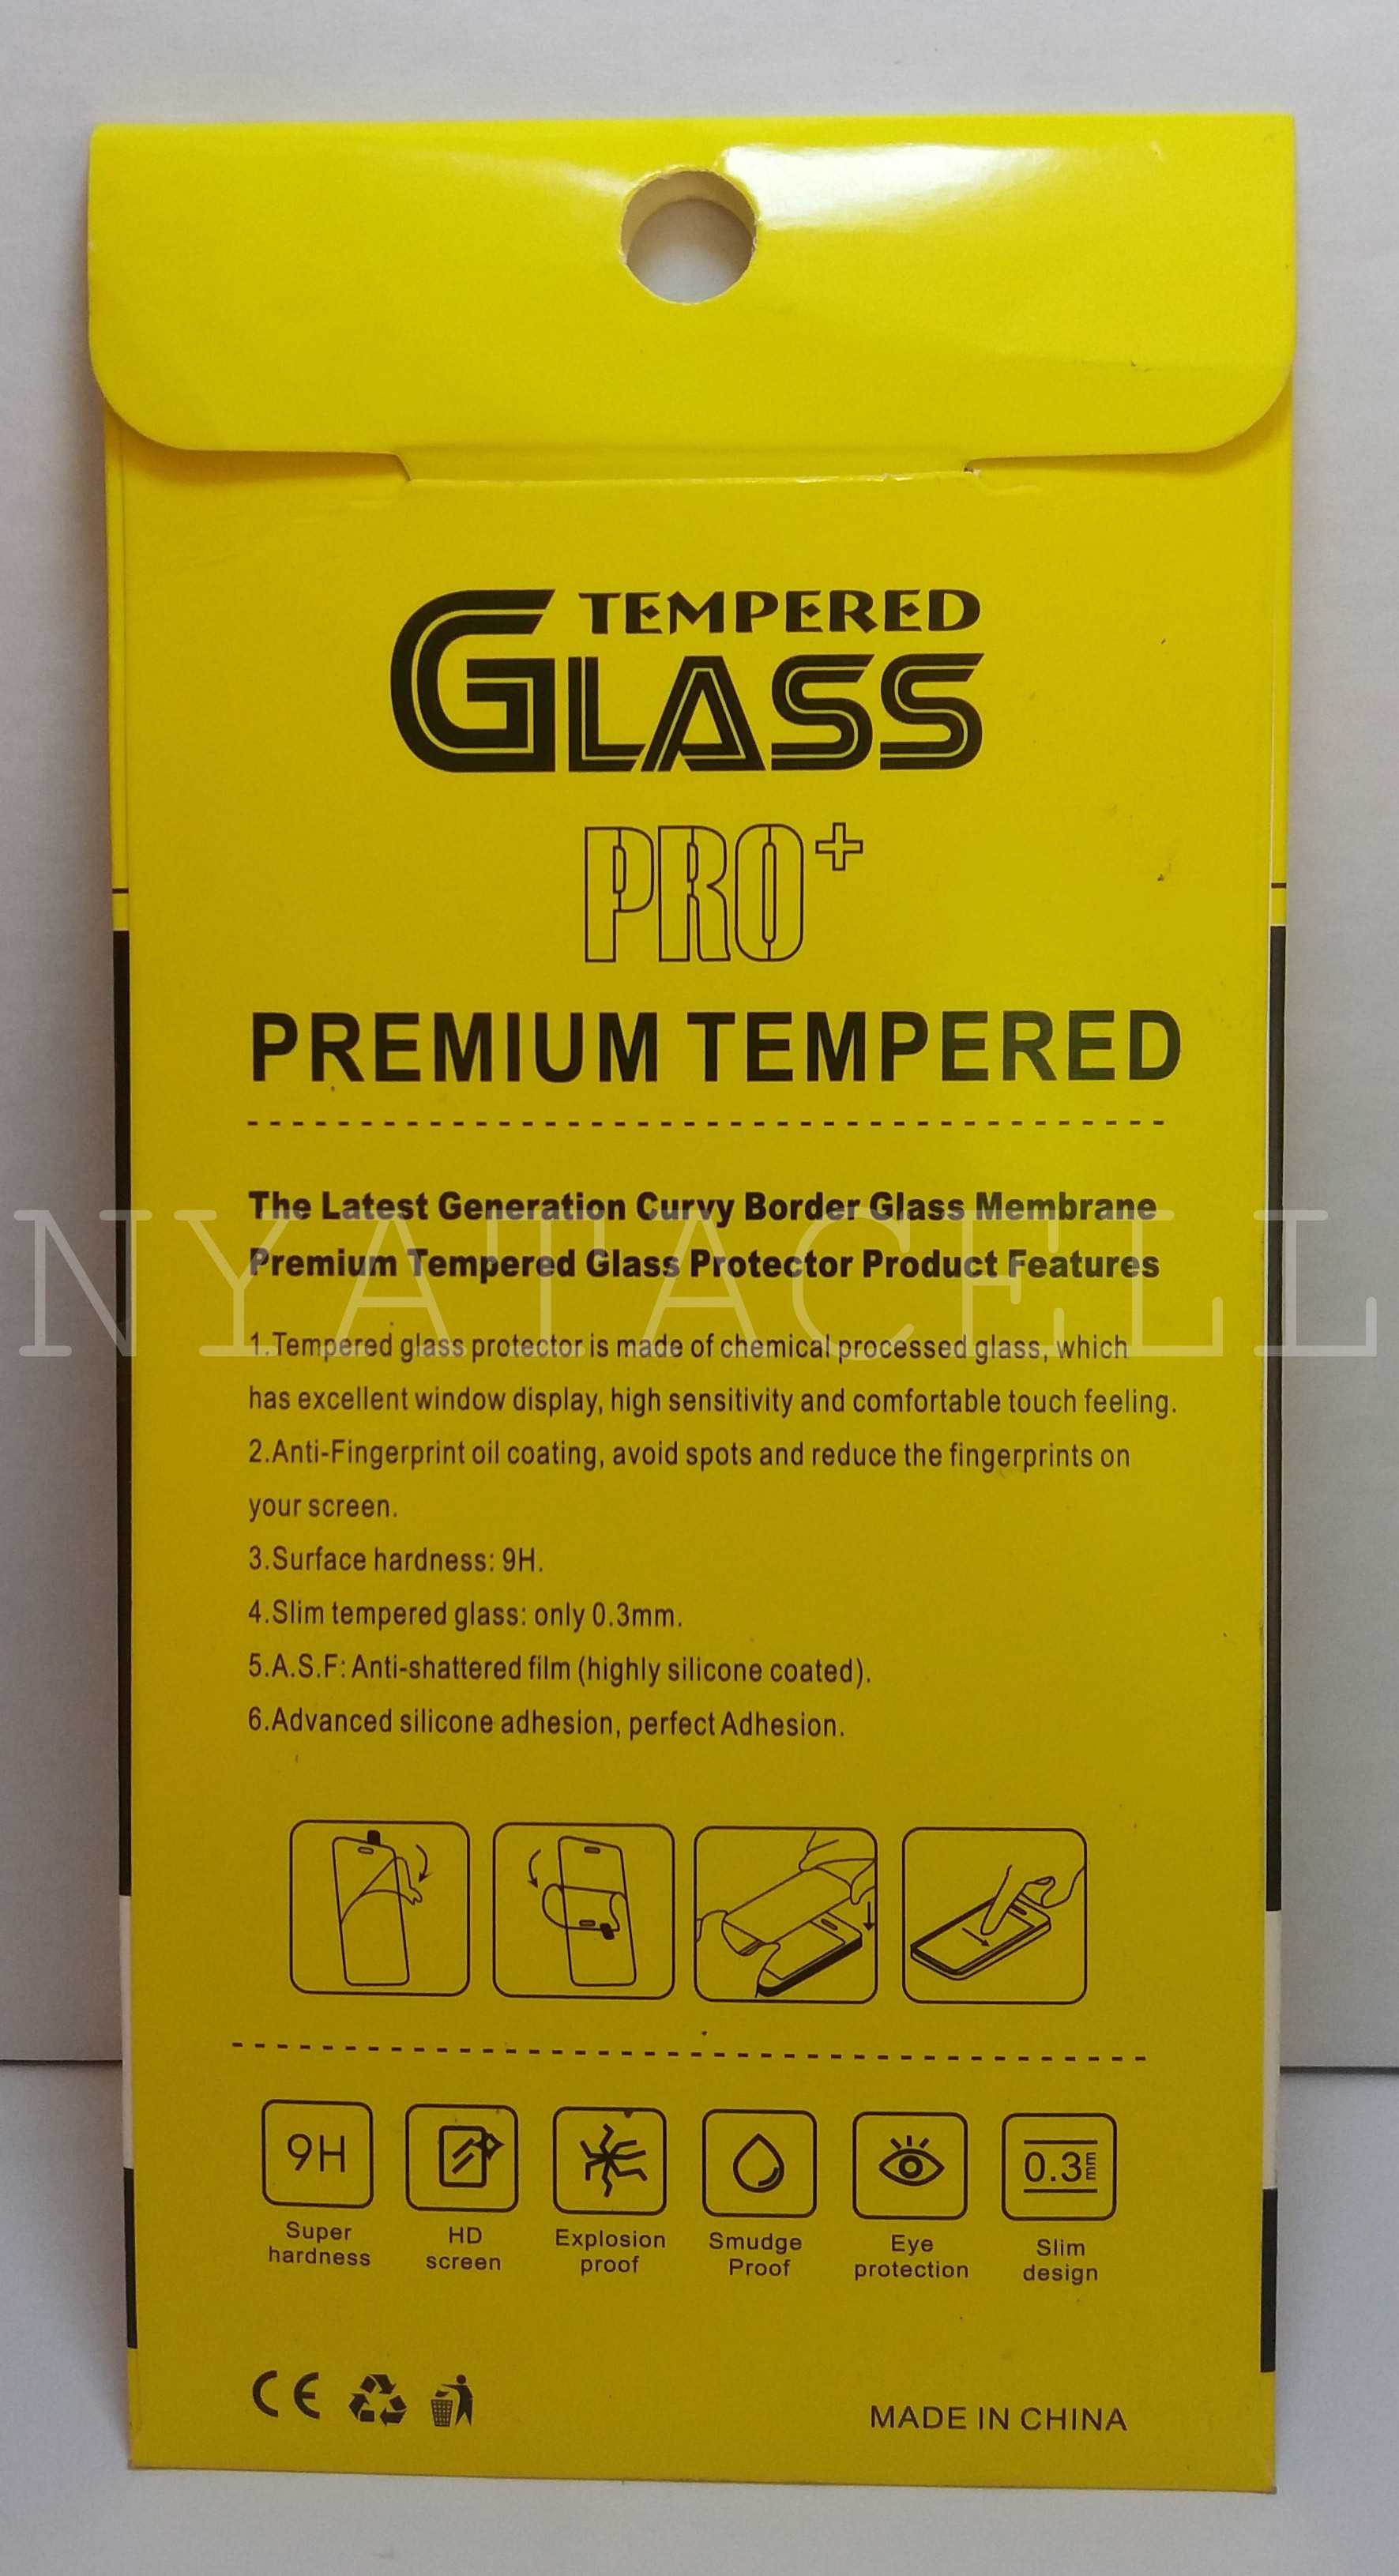 TEMPERED
GLASS
PRO+
PREMIUM TEMPERED
The Latest Generation Curvy Border Glass Membrane
Premium Tempered Glass Protector Product Features
NYATACELL
1.Tempered glass protector is made of chemical processed glass, which
has excellent window display, high sensitivity and comfortable touch feeling.
2.Anti-Fingerprint oil coating, avoid spots and reduce the fingerprints on
your screen.
3.Surface hardness: 9H.
4.Slim tempered glass: only 0.3mm.
5.A.S.F: Anti-shattered film (highly silicone coated).
6.Advanced silicone adhesion, perfect Adhesion.
9H
0.3mm
Super hardness
HD screen
Explosion proof
Smudge Proof
Eye protection
Slim design
CE
MADE IN CHINA